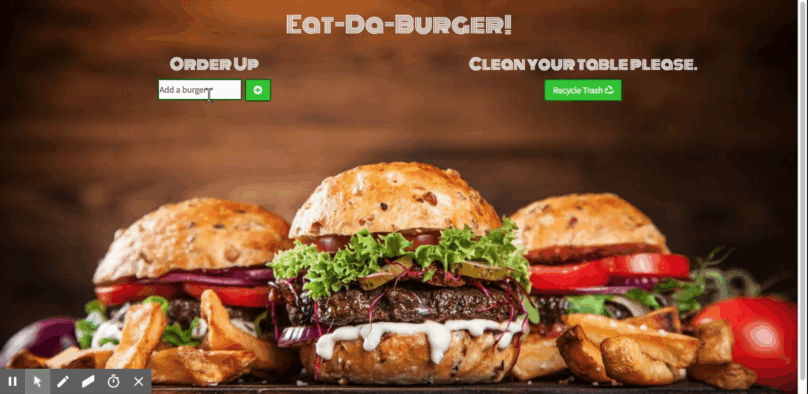 Eat-Da-Burger!
Order Up
Clean your table please.
Add a burger
Recycle Trash